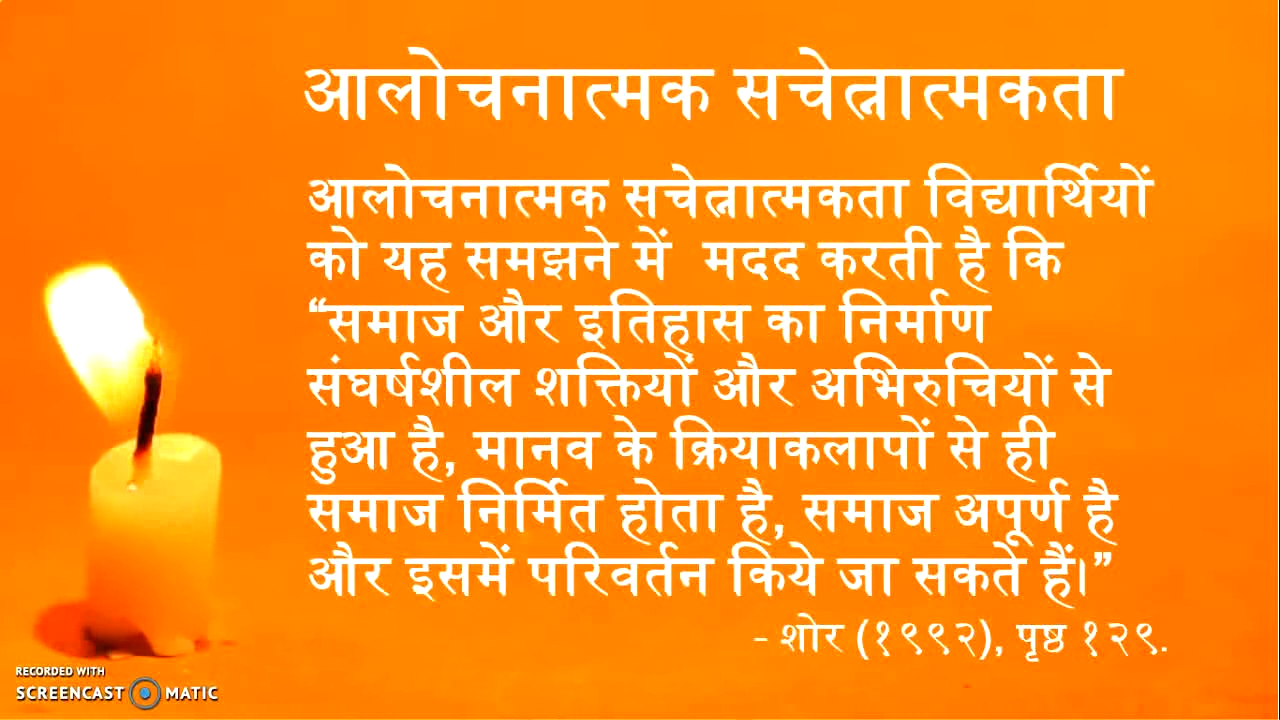 आलोचनात्मक सचेत्नात्मकता
आलोचनात्मक सचेत्नात्मकता विद्यार्थियों
को यह समझने में मदद करती है कि
“समाज और इतिहास का निर्माण
संघर्षशील शक्तियों और अभिरुचियों से
हुआ है, मानव के क्रियाकलापों से ही
समाज निर्मित होता है, समाज अपूर्ण है
और इसमें परिवर्तन किये जा सकते हैं।”
- शोर (१९९२), पृष्ठ १२९.
RECORDED WITH
SCREENCAST MATIC